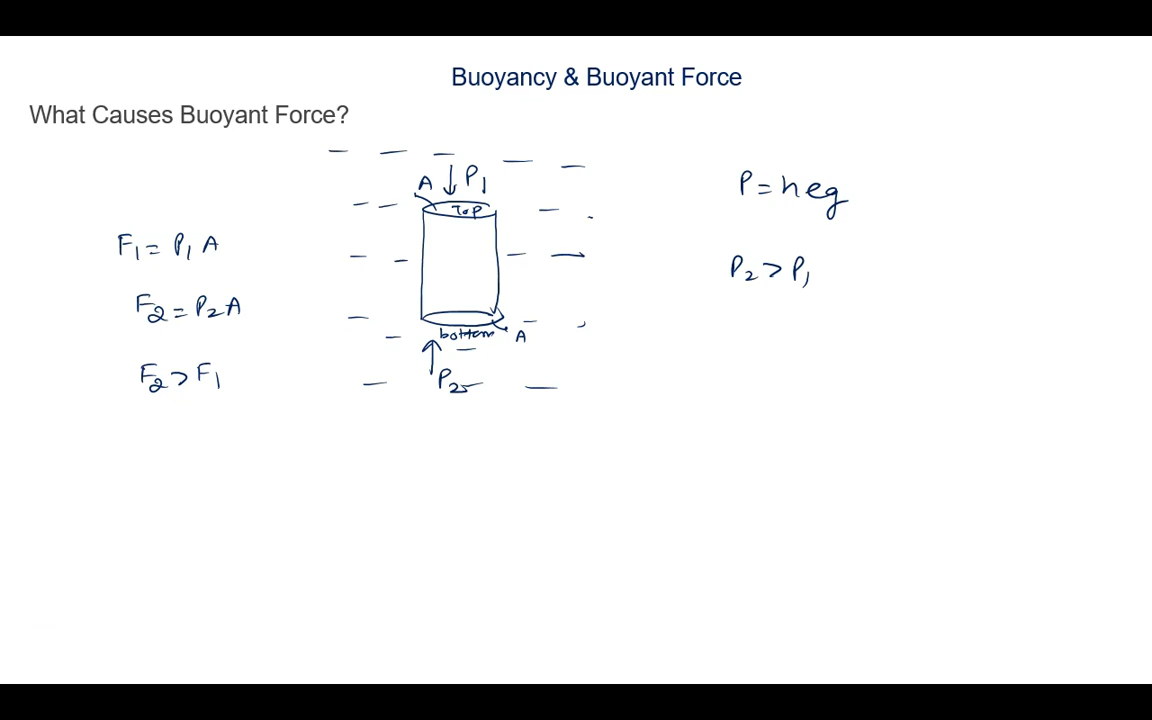 Buoyancy & Buoyant Force
What Causes Buoyant Force?
A ↓ P₁
Top
P = hρg
F₁ = P₁ A
P₂ > P₁
F₂ = P₂ A
bottom A
F₂ > F₁
P₂